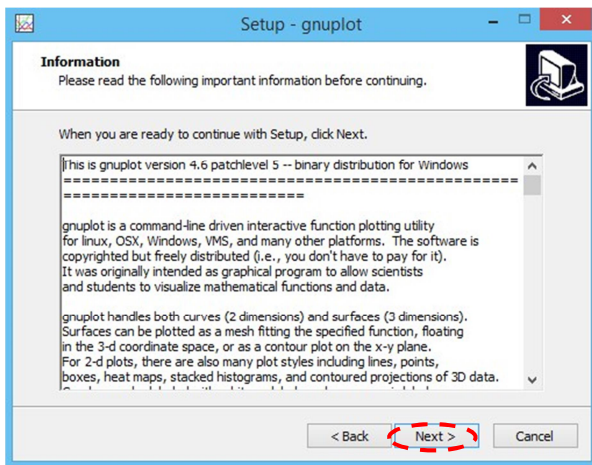 Setup - gnuplot
Information
Please read the following important information before continuing.
When you are ready to continue with Setup, click Next.
This is gnuplot version 4.6 patchlevel 5 -- binary distribution for Windows
====================================================
===========================
gnuplot is a command-line driven interactive function plotting utility
for linux, OSX, Windows, VMS, and many other platforms. The software is
copyrighted but freely distributed (i.e., you don't have to pay for it).
It was originally intended as graphical program to allow scientists
and students to visualize mathematical functions and data.
gnuplot handles both curves (2 dimensions) and surfaces (3 dimensions).
Surfaces can be plotted as a mesh fitting the specified function, floating
in the 3-d coordinate space, or as a contour plot on the x-y plane.
For 2-d plots, there are also many plot styles including lines, points,
boxes, heat maps, stacked histograms, and contoured projections of 3D data.
< Back
Next >
Cancel